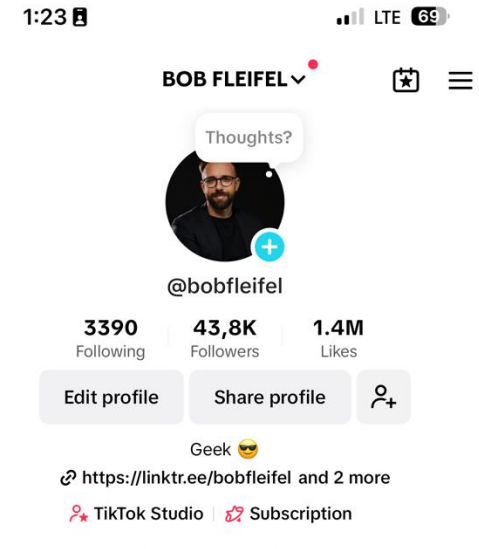 1:23 LTE 69
BOB FLEIFEL
Thoughts?
@bobfleifel
3390 43,8K 1.4M
Following Followers Likes
Edit profile Share profile
Geek 😎
https://linktr.ee/bobfleifel and 2 more
TikTok Studio Subscription